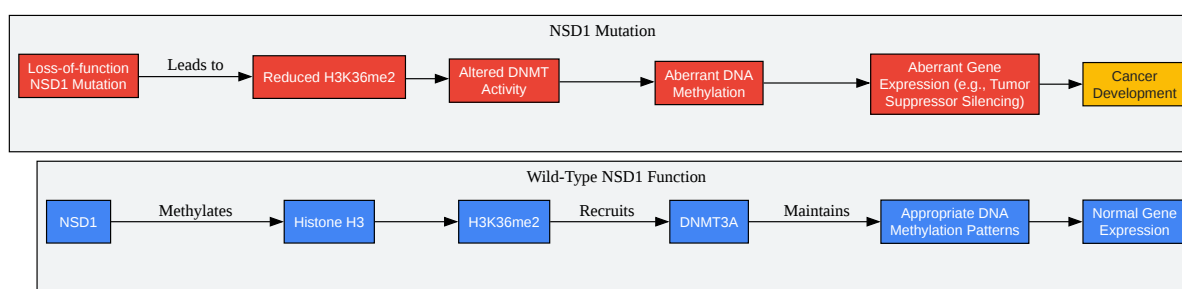 NSD1 Mutation
Loss-of-function
NSD1 Mutation
Leads to
Reduced H3K36me2
Altered DNMT
Activity
Aberrant DNA
Methylation
Aberrant Gene
Expression (e.g., Tumor
Suppressor Silencing)
Cancer
Development
Wild-Type NSD1 Function
NSD1
Methylates
Histone H3
H3K36me2
Recruits
DNMT3A
Maintains
Appropriate DNA
Methylation Patterns
Normal Gene
Expression